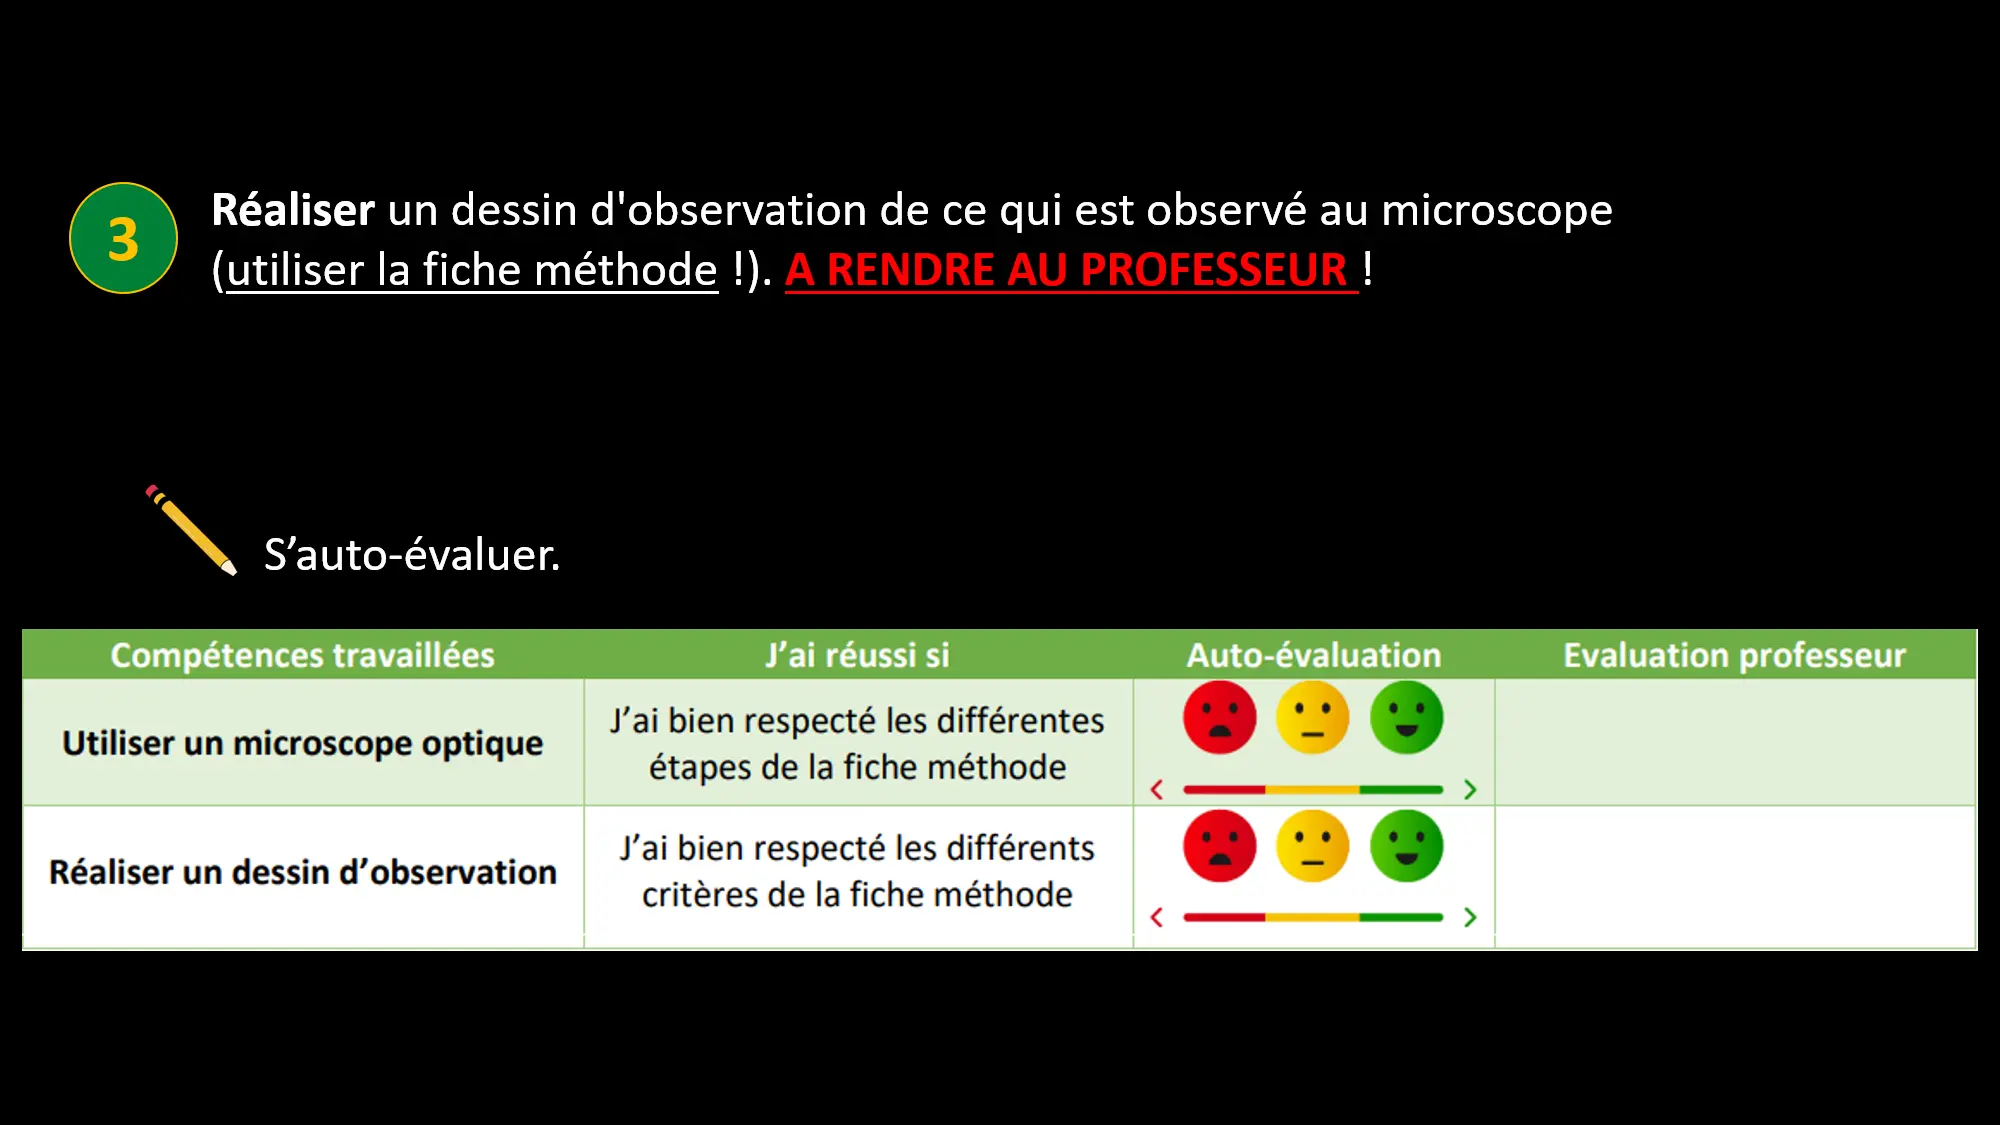 3
Réaliser un dessin d'observation de ce qui est observé au microscope
(utiliser la fiche méthode !). A RENDRE AU PROFESSEUR !
S’auto-évaluer.
Compétences travaillées J’ai réussi si Auto-évaluation Evaluation professeur
Utiliser un microscope optique
J’ai bien respecté les différentes
étapes de la fiche méthode
Réaliser un dessin d’observation
J’ai bien respecté les différents
critères de la fiche méthode